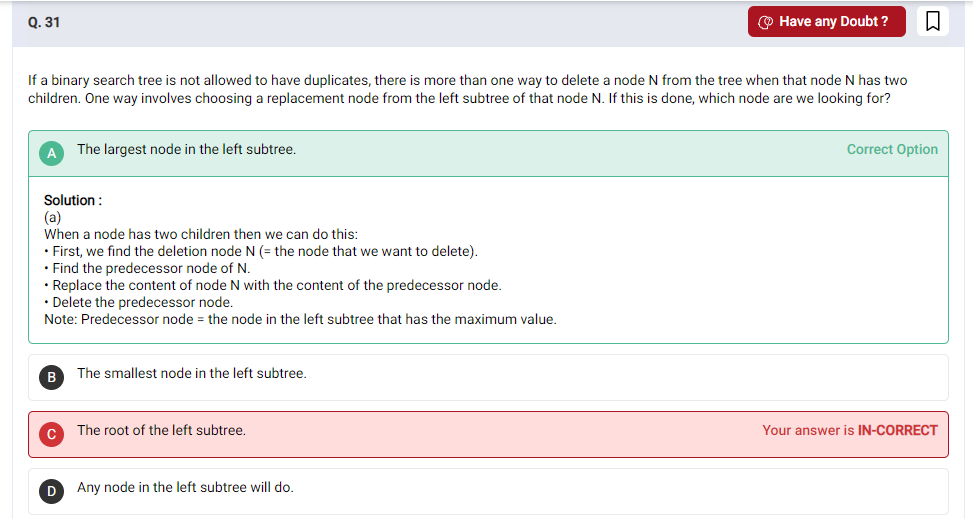 Q. 31
Have any Doubt ?
If a binary search tree is not allowed to have duplicates, there is more than one way to delete a node N from the tree when that node N has two
children. One way involves choosing a replacement node from the left subtree of that node N. If this is done, which node are we looking for?
A
The largest node in the left subtree.
Correct Option
Solution :
(a)
When a node has two children then we can do this:
• First, we find the deletion node N (= the node that we want to delete).
• Find the predecessor node of N.
• Replace the content of node N with the content of the predecessor node.
• Delete the predecessor node.
Note: Predecessor node = the node in the left subtree that has the maximum value.
B
The smallest node in the left subtree.
C
The root of the left subtree.
Your answer is IN-CORRECT
D
Any node in the left subtree will do.